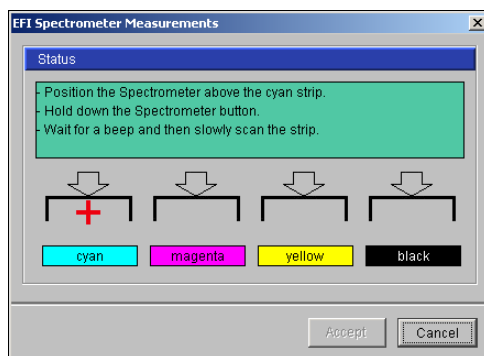 EFI Spectrometer Measurements
Status
- Position the Spectrometer above the cyan strip.
- Hold down the Spectrometer button.
- Wait for a beep and then slowly scan the strip.
cyan magenta yellow black
Accept Cancel